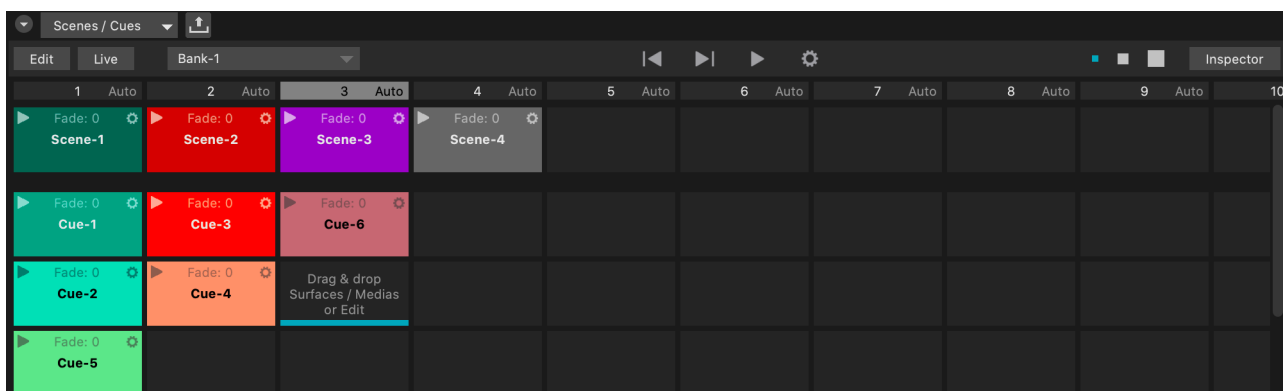 Scenes / Cues
Edit Live Bank-1 Inspector
1 Auto 2 Auto 3 Auto 4 Auto 5 Auto 6 Auto 7 Auto 8 Auto 9 Auto 10
Fade: 0 Fade: 0 Fade: 0 Fade: 0
Scene-1 Scene-2 Scene-3 Scene-4
Fade: 0 Fade: 0 Fade: 0
Cue-1 Cue-3 Cue-6
Fade: 0 Fade: 0
Cue-2 Cue-4
Drag & drop
Surfaces / Medias
or Edit
Fade: 0
Cue-5